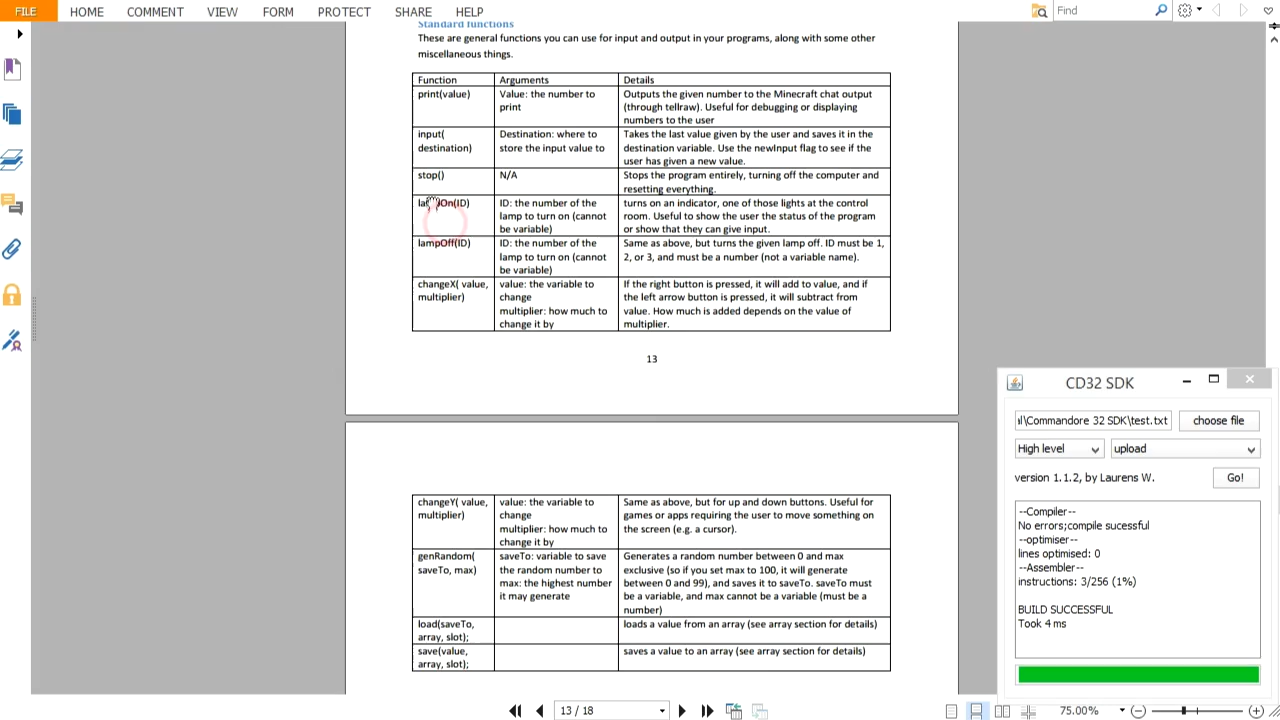 FILE HOME COMMENT VIEW FORM PROTECT SHARE HELP Find
Standard functions
These are general functions you can use for input and output in your programs, along with some other
miscellaneous things.
Function Arguments Details
print(value) Value: the number to Outputs the given number to the Minecraft chat output
print (through tellraw). Useful for debugging or displaying
numbers to the user
input( Destination: where to Takes the last value given by the user and saves it in the
destination) store the input value to destination variable. Use the newInput flag to see if the
user has given a new value.
stop() N/A Stops the program entirely, turning off the computer and
resetting everything.
ID: the number of the turns on an indicator, one of those lights at the control
lamp to turn on (cannot room. Useful to show the user the status of the program
be variable) or show that they can give input.
lampOff(ID) ID: the number of the Same as above, but turns the given lamp off. ID must be 1,
lamp to turn on (cannot 2, or 3, and must be a number (not a variable name).
be variable)
changeX( value, value: the variable to If the right button is pressed, it will add to value, and if
multiplier) change the left arrow button is pressed, it will subtract from
multiplier: how much to value. How much is added depends on the value of
change it by multiplier.
13
changeY( value, value: the variable to Same as above, but for up and down buttons. Useful for
multiplier) change games or apps requiring the user to move something on
multiplier: how much to the screen (e.g. a cursor).
change it by
genRandom( saveTo: variable to save Generates a random number between 0 and max
saveTo, max) the random number to exclusive (so if you set max to 100, it will generate
max: the highest number between 0 and 99), and saves it to saveTo. saveTo must
it may generate be a variable, and max cannot be a variable (must be a
number)
load(saveTo, loads a value from an array (see array section for details)
array, slot);
save(value, saves a value to an array (see array section for details)
array, slot);
CD32 SDK
\Commandore 32 SDK\test.txt choose file
High level upload
version 1.1.2, by Laurens W. Go!
--Compiler--
No errors;compile sucessful
--optimiser--
lines optimised: 0
--Assembler--
instructions: 3/256 (1%)
BUILD SUCCESSFUL
Took 4 ms
13 / 18 75.00%